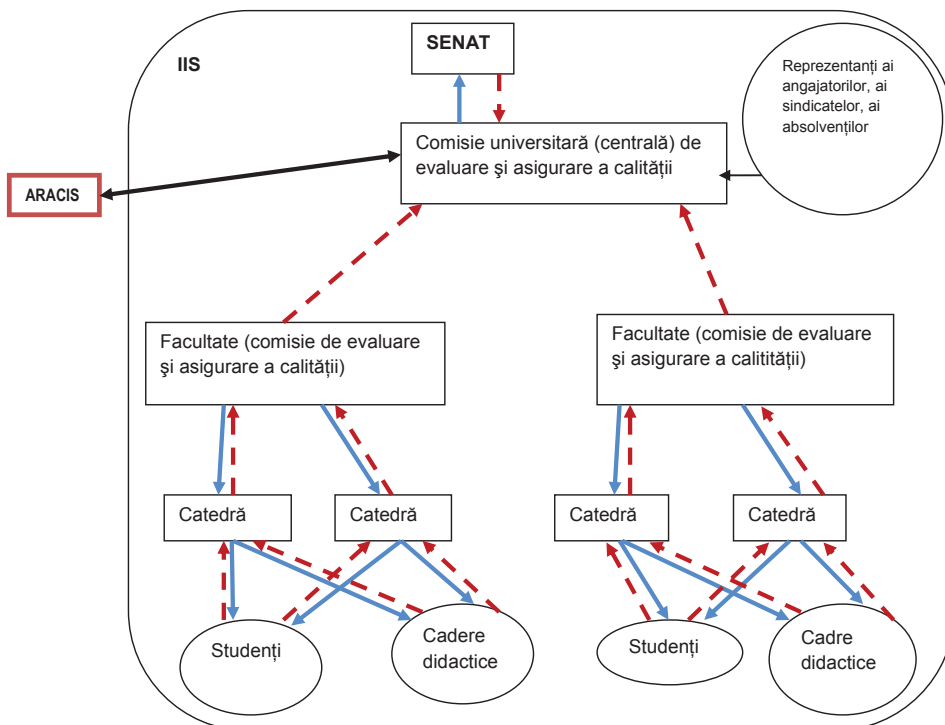 IIS
SENAT
Reprezentanți ai
angajatorilor, ai
sindicatelor, ai
absolvenților
Comisie universitară (centrală) de
evaluare şi asigurare a calității
ARACIS
Facultate (comisie de evaluare
şi asigurare a calității)
Facultate (comisie de evaluare
şi asigurare a calitității)
Catedră
Catedră
Catedră
Catedră
Studenți
Cadere
didactice
Studenți
Cadre
didactice